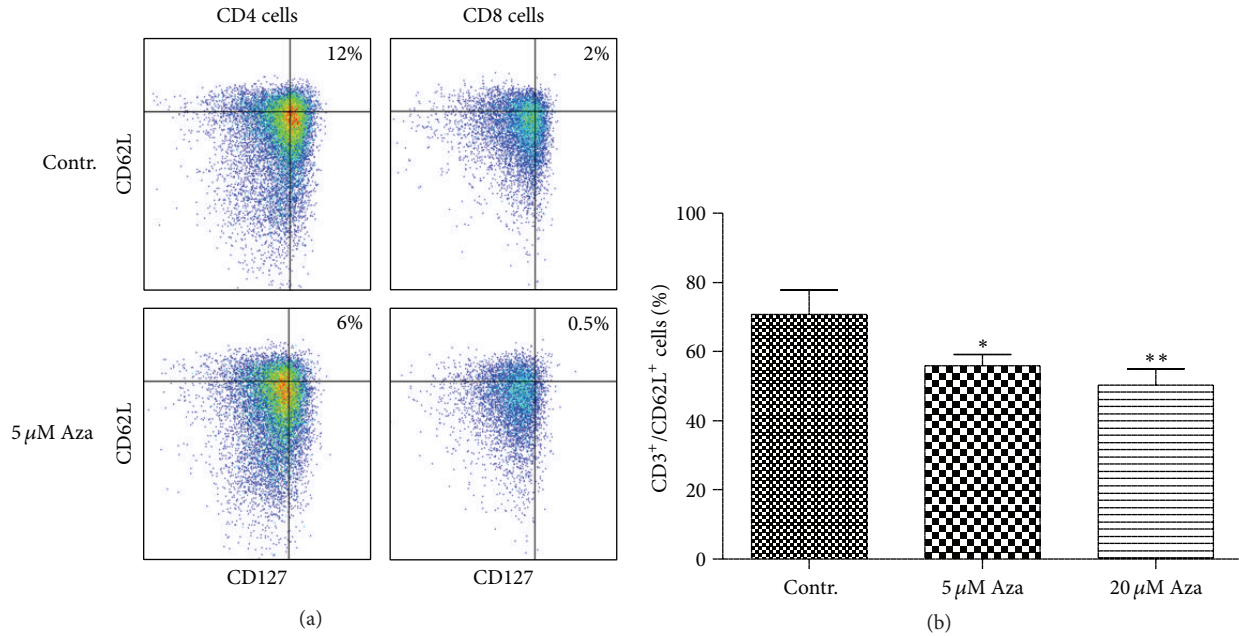 CD4 cells
CD8 cells
12%
2%
Contr.
CD62L
6%
0.5%
5 μM Aza
CD62L
CD127
CD127
(a)
100
80
60
40
20
0
CD3⁺/CD62L⁺ cells (%)
*
**
Contr.
5 μM Aza
20 μM Aza
(b)